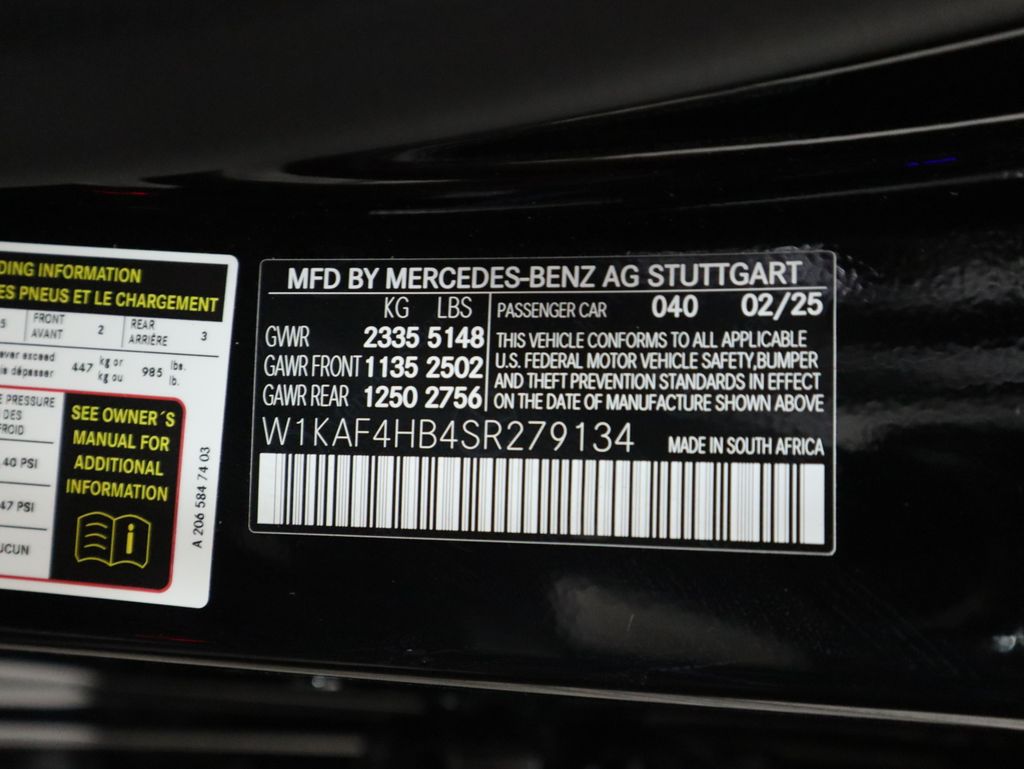 DING INFORMATION
ES PNEUS ET LE CHARGEMENT
5 FRONT AVANT 2 REAR ARRIÈRE 3
ever exceed
is dépasser 447 kg or kg ou 985 lbs. lb.
E PRESSURE
DES
FROID
40 PSI
47 PSI
UCUN
SEE OWNER´S
MANUAL FOR
ADDITIONAL
INFORMATION
i
A 206 584 74 03
MFD BY MERCEDES-BENZ AG STUTTGART
KG LBS
GVWR 2335 5148
GAWR FRONT 1135 2502
GAWR REAR 1250 2756
PASSENGER CAR 040 02/25
THIS VEHICLE CONFORMS TO ALL APPLICABLE
U.S. FEDERAL MOTOR VEHICLE SAFETY,BUMPER
AND THEFT PREVENTION STANDARDS IN EFFECT
ON THE DATE OF MANUFACTURE SHOWN ABOVE
W1KAF4HB4SR279134
MADE IN SOUTH AFRICA